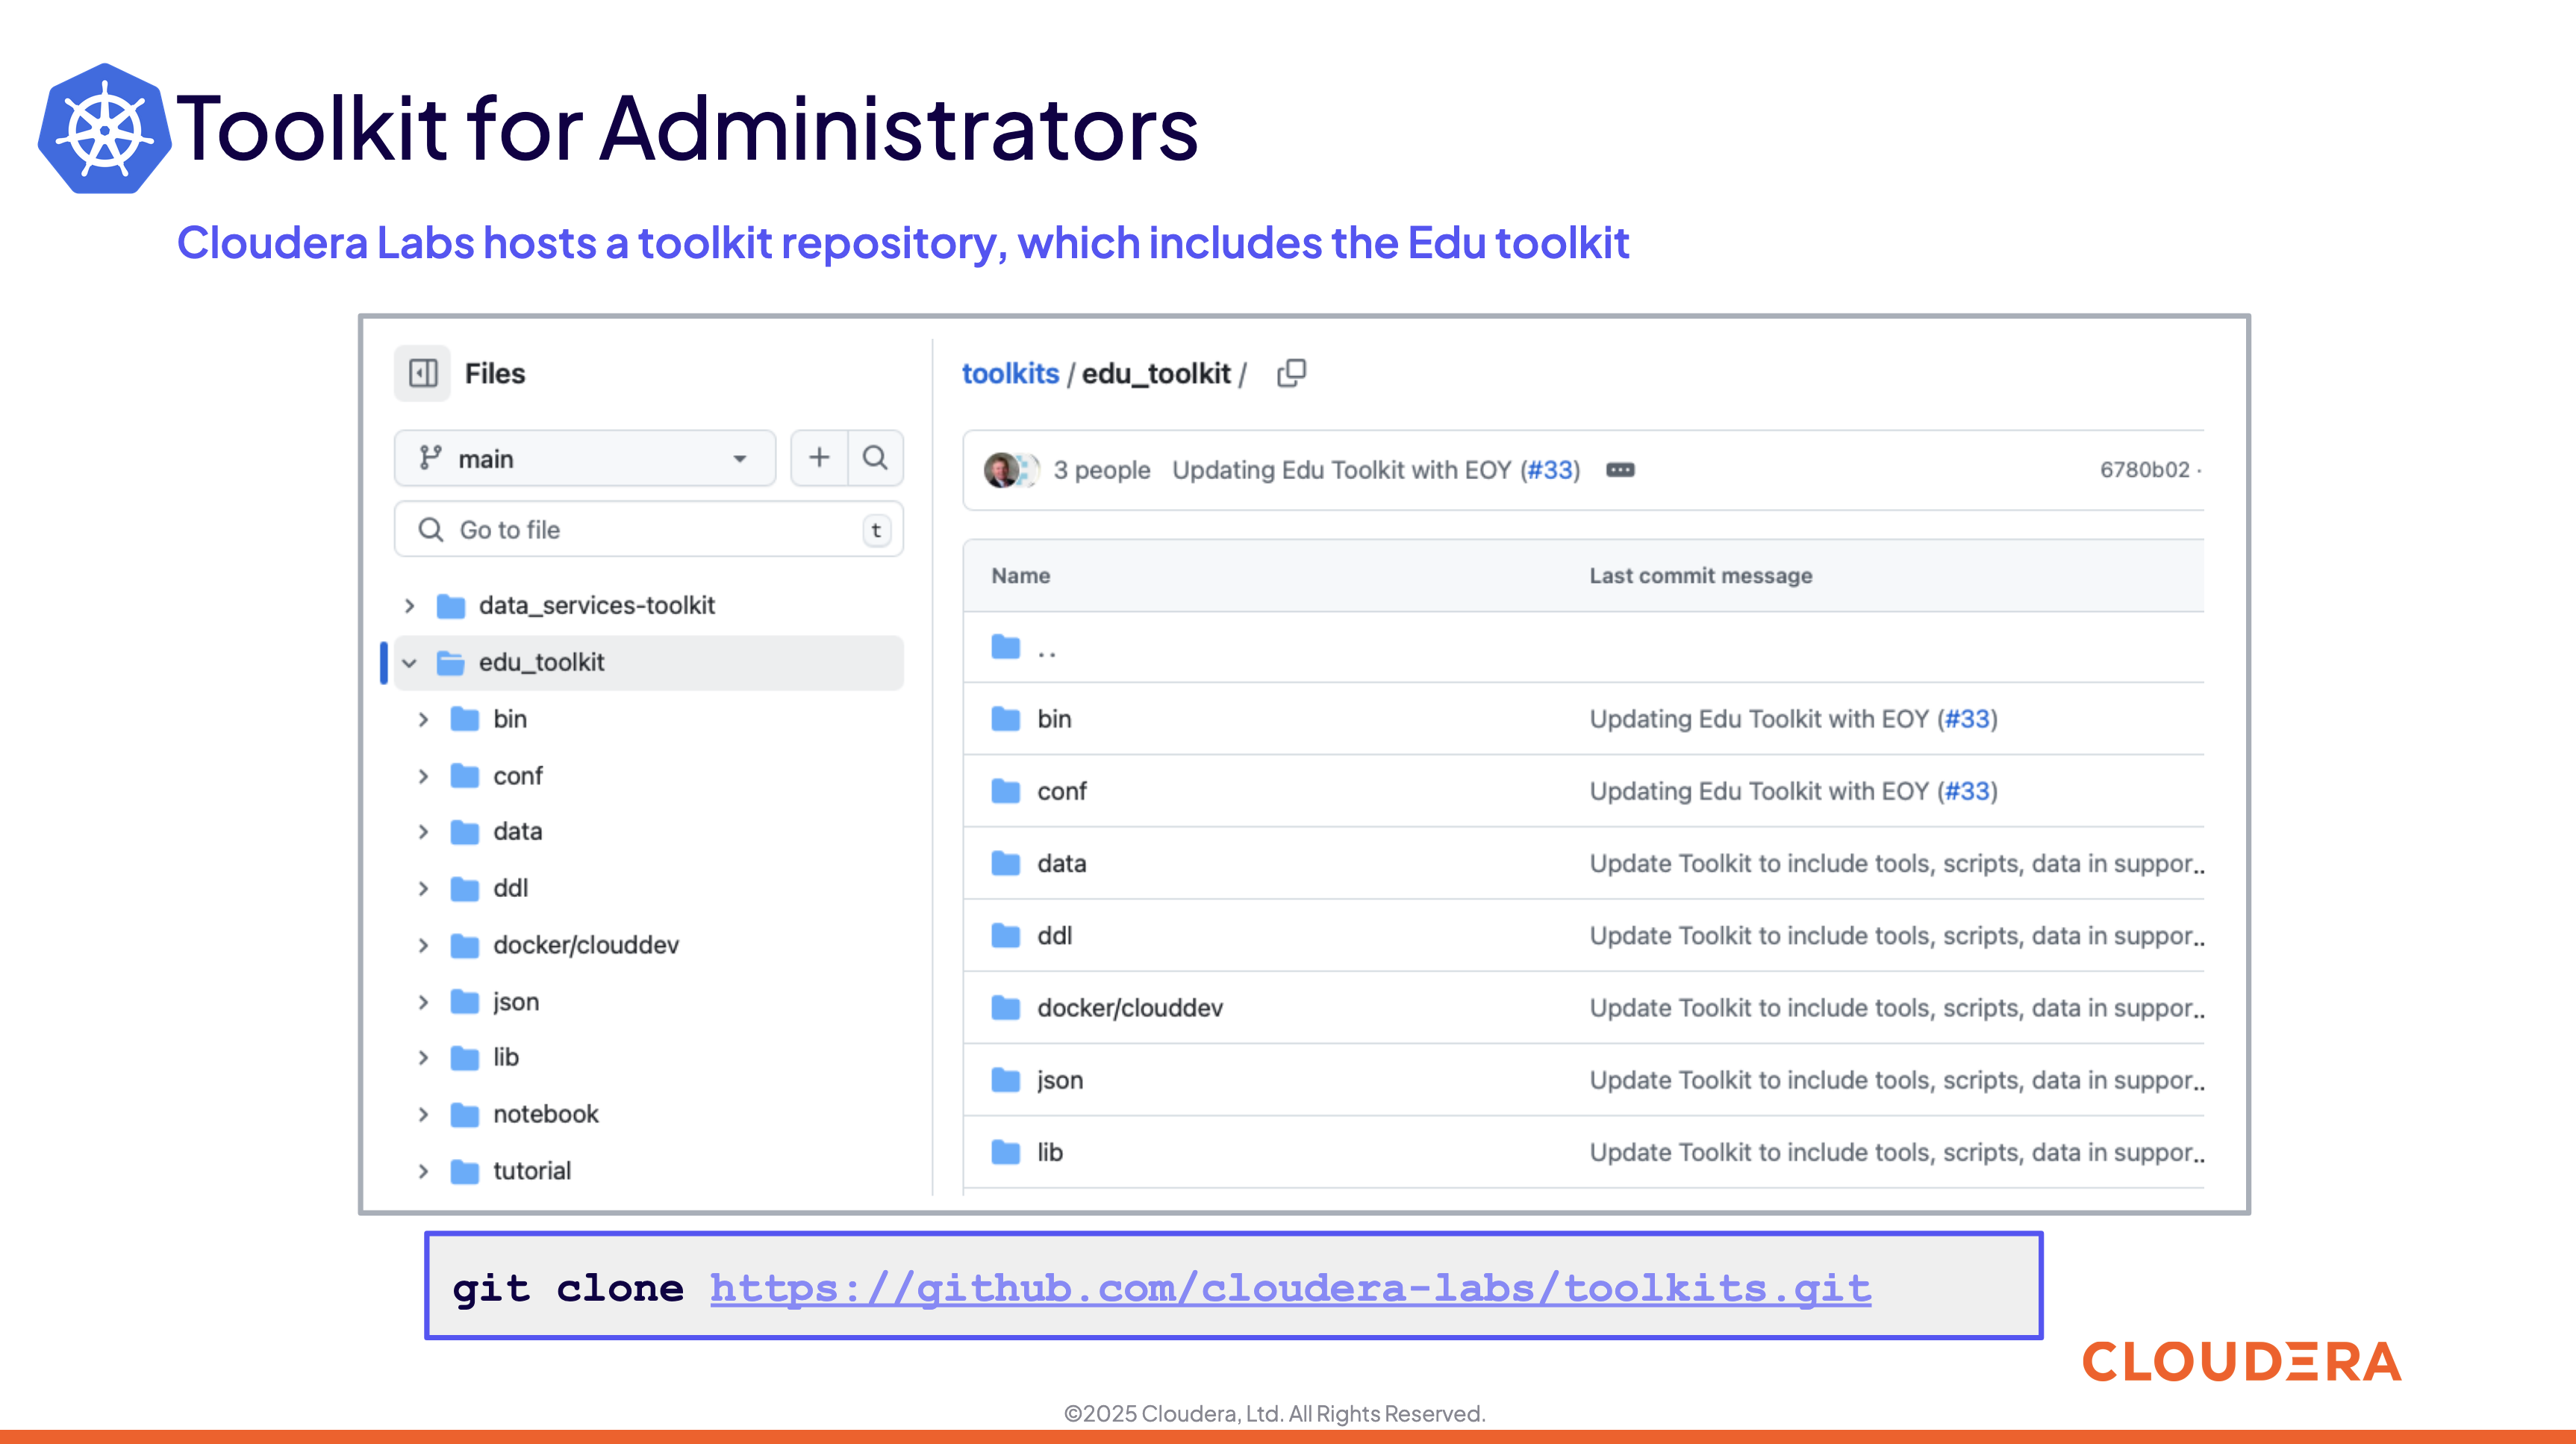 Toolkit for Administrators
Cloudera Labs hosts a toolkit repository, which includes the Edu toolkit
Files
main
Go to file
t
data_services-toolkit
edu_toolkit
bin
conf
data
ddl
docker/clouddev
json
lib
notebook
tutorial
toolkits / edu_toolkit /
3 people Updating Edu Toolkit with EOY (#33) 6780b02 ·
Name Last commit message
..
bin Updating Edu Toolkit with EOY (#33)
conf Updating Edu Toolkit with EOY (#33)
data Update Toolkit to include tools, scripts, data in suppor..
ddl Update Toolkit to include tools, scripts, data in suppor..
docker/clouddev Update Toolkit to include tools, scripts, data in suppor..
json Update Toolkit to include tools, scripts, data in suppor..
lib Update Toolkit to include tools, scripts, data in suppor..
git clone https://github.com/cloudera-labs/toolkits.git
CLOUDERA
©2025 Cloudera, Ltd. All Rights Reserved.